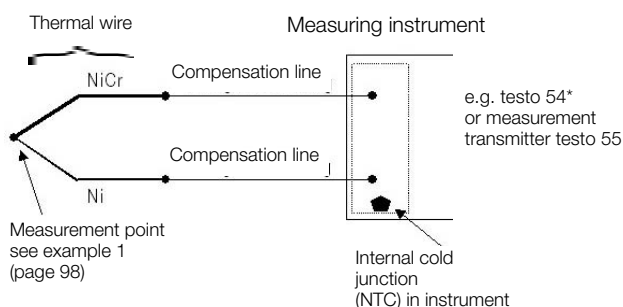 Thermal wire
Measuring instrument
NiCr
Compensation line
e.g. testo 54*
or measurement
transmitter testo 55
Compensation line
Ni
Measurement point
see example 1
(page 98)
Internal cold
junction
(NTC) in instrument